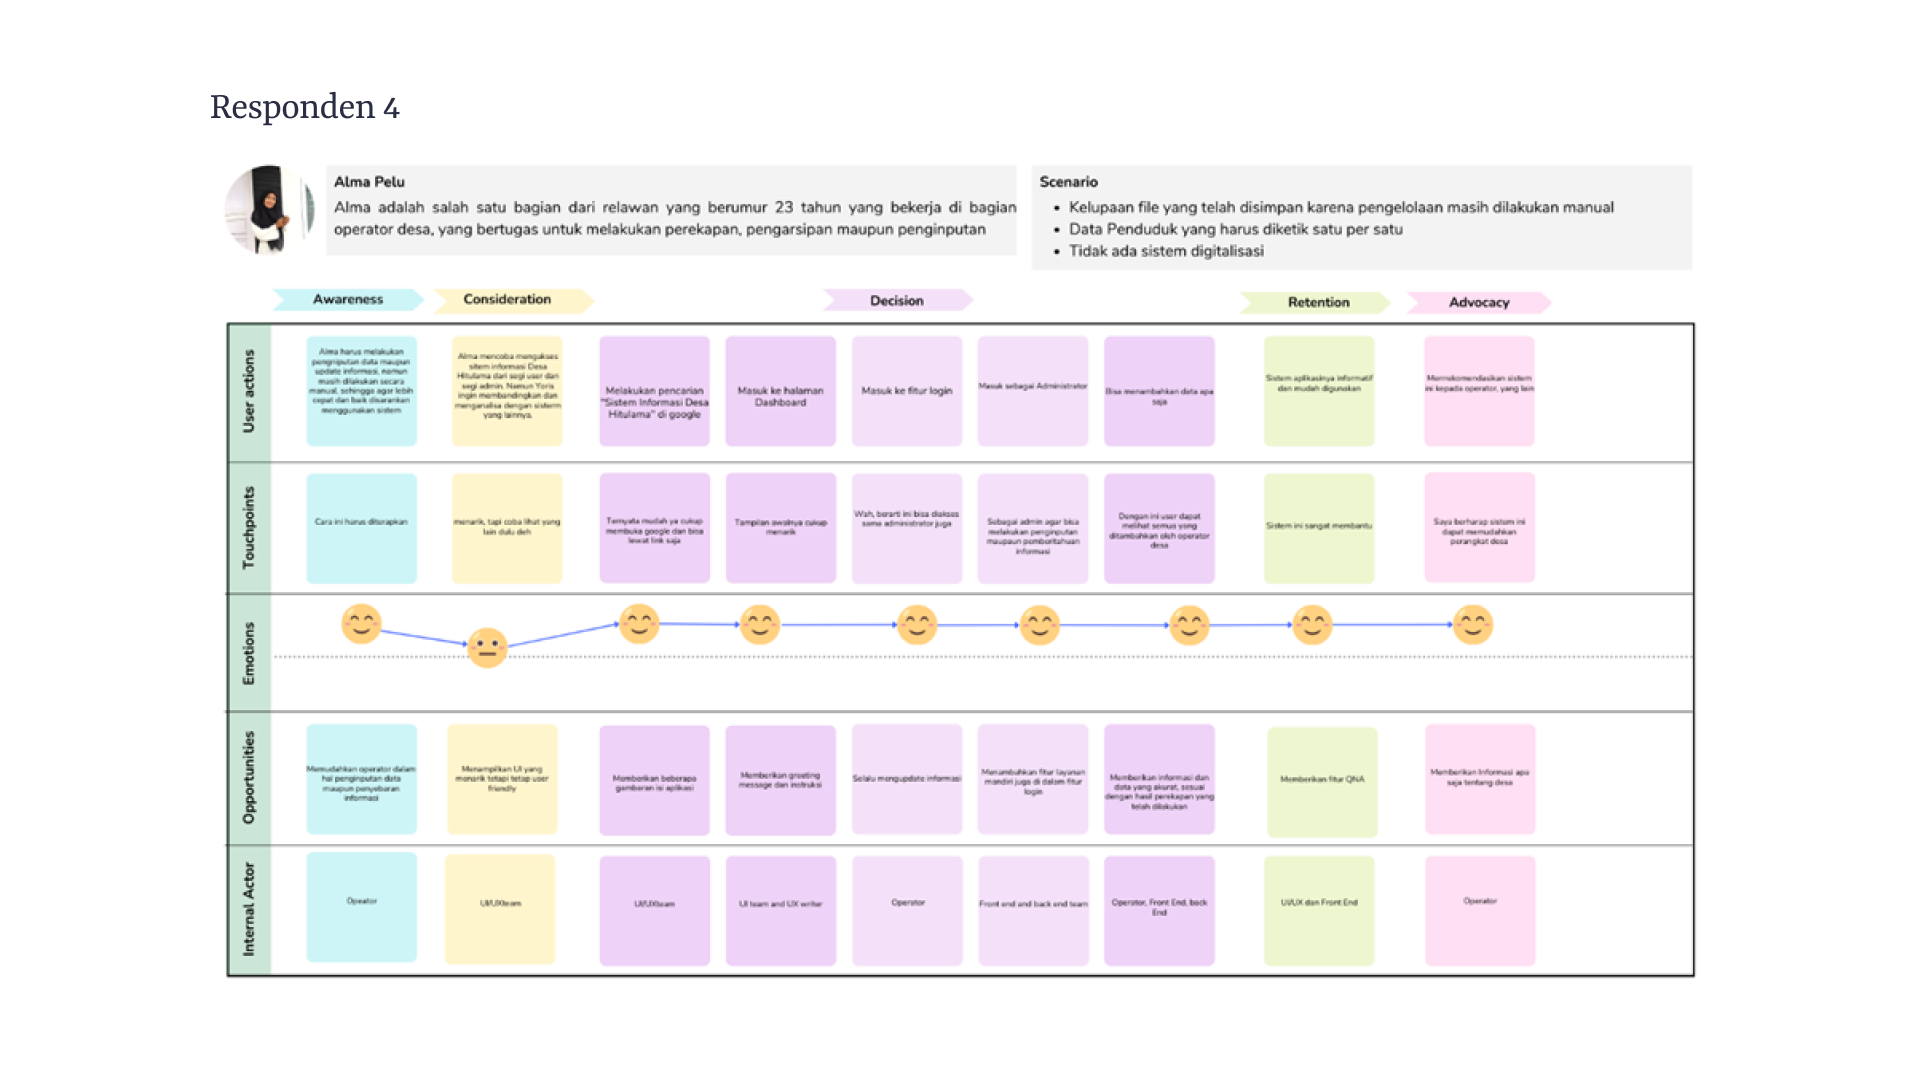 Responden 4
Alma Pelu
Alma adalah salah satu bagian dari relawan yang berumur 23 tahun yang bekerja di bagian
operator desa, yang bertugas untuk melakukan perekapan, pengarsipan maupun penginputan
Scenario
• Kelupaan file yang telah disimpan karena pengelolaan masih dilakukan manual
• Data Penduduk yang harus diketik satu per satu
• Tidak ada sistem digitalisasi
Awareness
Consideration
Decision
Retention
Advocacy
User actions
Alma harus melakukan
pengniputan data maupun
update informasi, namun
masih dilakukan secara
manual, sehingga agar lebih
cepat dan baik disarankan
menggunakan sistem
Alma mencoba mengukses
sitem informasi Desa
Hitulama dari segi user dan
segi admin. Namun Yoris
ingin membandingkan dan
menganalisa dengan sisterm
yang lainnya.
Melakukan pencarian
"Sistem Informasi Desa
Hitulama" di google
Masuk ke halaman
Dashboard
Masuk ke fitur login
Masuk sebagai Administrator
Bisa menambahkan data apa
saja
Sistem aplikasinya informatif
dan mudah digunakan
Merrekomendasikan sistem
ini kepada operator, yang lain
Touchpoints
Cara ini harus diterapkan
menarik, tapi coba lihat yang
lain dulu deh
Ternyata mudah ya cukup
membuka google dan bisa
lewat link saja
Tampilan awalnya cukup
menarik
Wah, berarti ini bisa diakses
sama administrator juga
Sebagai admin agar bisa
melakukan penginputan
maupaun pemberitahuan
informasi
Dengan ini user dapat
melihat semua yang
ditambahkan oleh operator
desa
Sistem ini sangat membantu
Saya berharap sistem ini
dapat memudahkan
perangkat desa
Emotions
Opportunities
Memudahkan operator dalam
hal penginputan data
maupun penyebaran
informasi
Menampilkan UI yang
menarik tetapi tetap user
friendly
Memberikan beberapa
gambaran isi aplikasi
Memberikan greeting
message dan instruksi
Selalu mengupdate informasi
Menambahkan fitur layanan
mandiri juga di dalam fitur
login
Memberikan informasi dan
data yang akurat, sesuai
dengan hasil perekapan yang
telah dilakukan
Memberikan fitur QNA
Memberikan Informasi apa
saja tentang desa
Internal Actor
Opeator
UI/UXteam
UI/UXteam
UI team and UX writer
Operator
Front end and back end team
Operator, Front End, back
End
UI/UX dan Front End
Operator